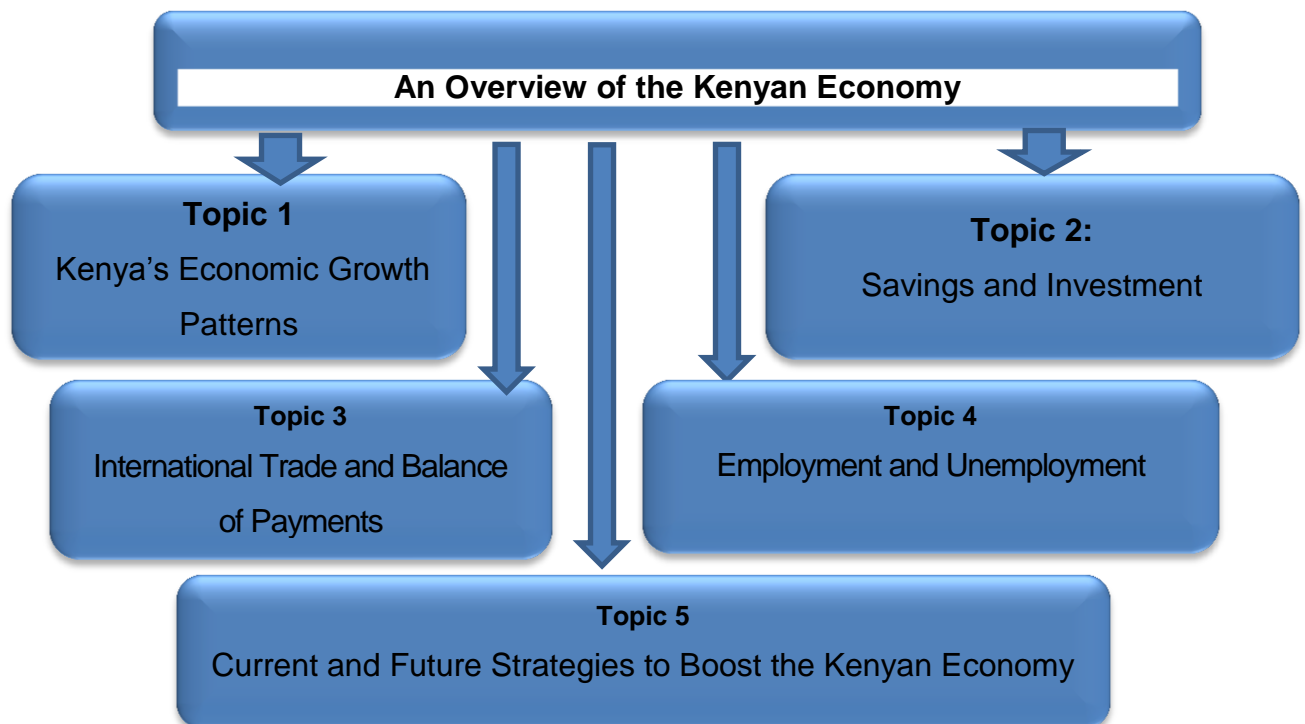 An Overview of the Kenyan Economy
Topic 1
Kenya’s Economic Growth
Patterns
Topic 2:
Savings and Investment
Topic 3
International Trade and Balance
of Payments
Topic 4
Employment and Unemployment
Topic 5
Current and Future Strategies to Boost the Kenyan Economy